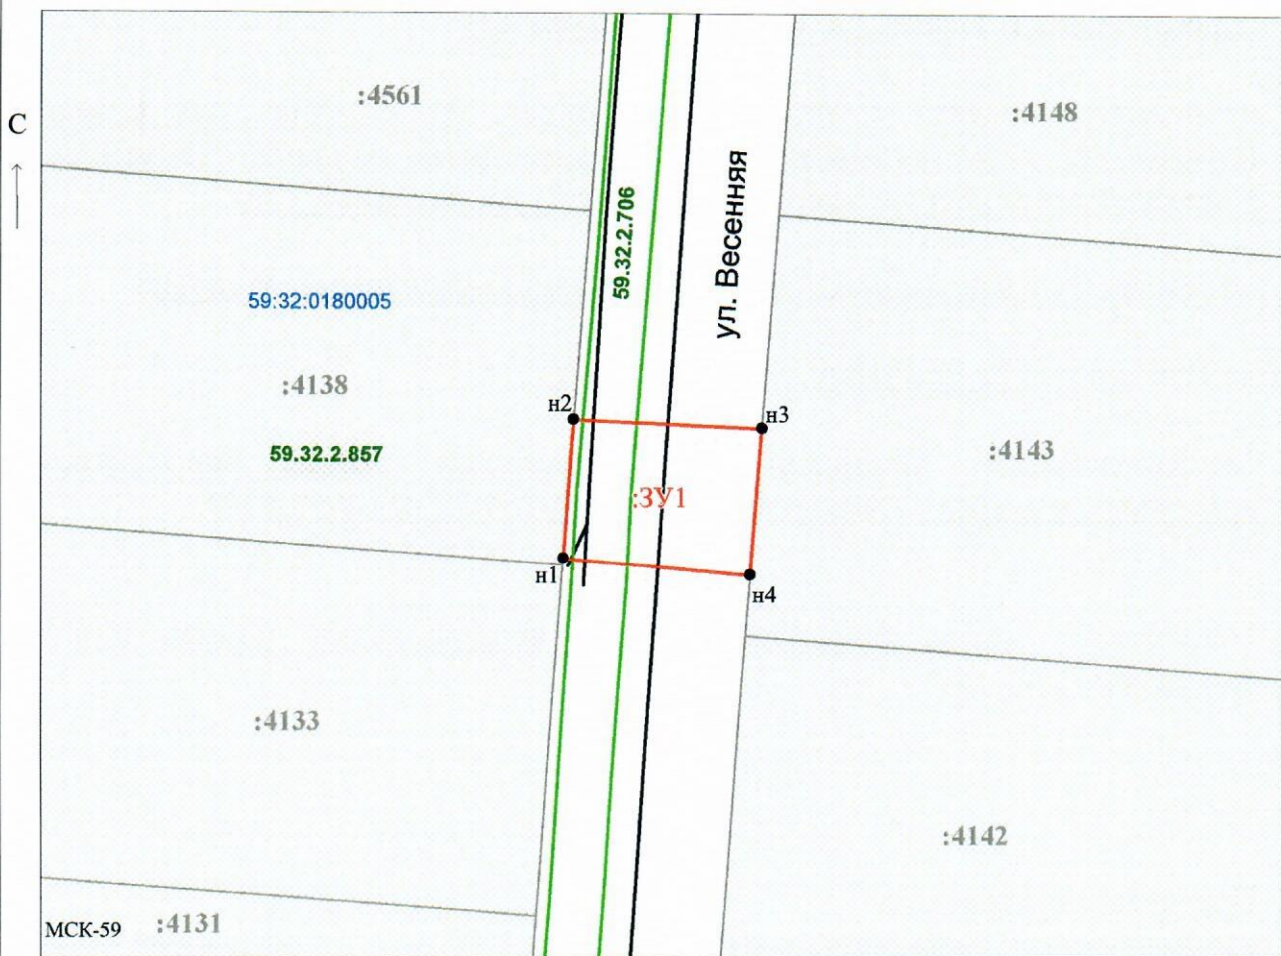 :4561
:4148
С
59.32.2.706
ул. Весенняя
59:32:0180005
:4138
59.32.2.857
н2
н3
:4143
:ЗУ1
н1
н4
:4133
:4142
МСК-59
:4131